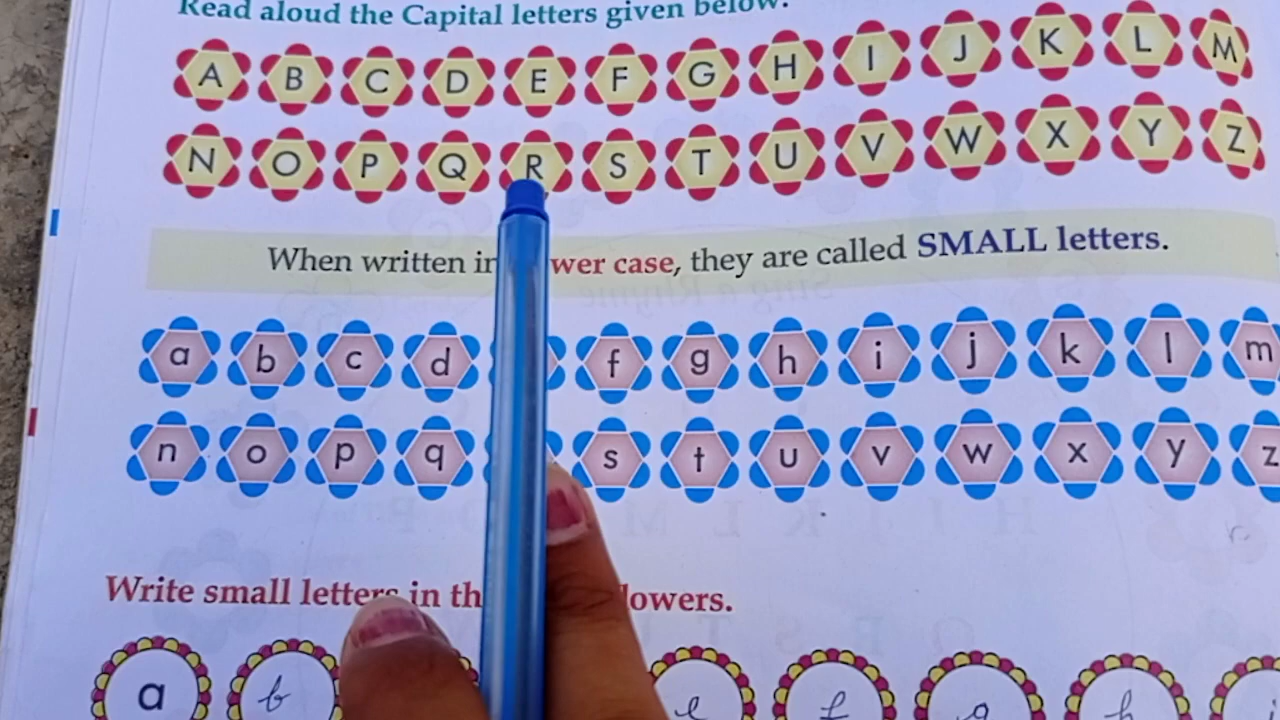 Read aloud the Capital letters given below.
A B C D E F G H I J K L M
N O P Q R S T U V W X Y Z
When written in wer case, they are called SMALL letters.
a b c d f g h i j k l m
n o p q s t u v w x y z
Write small letters in th lowers.
a b e f g h i